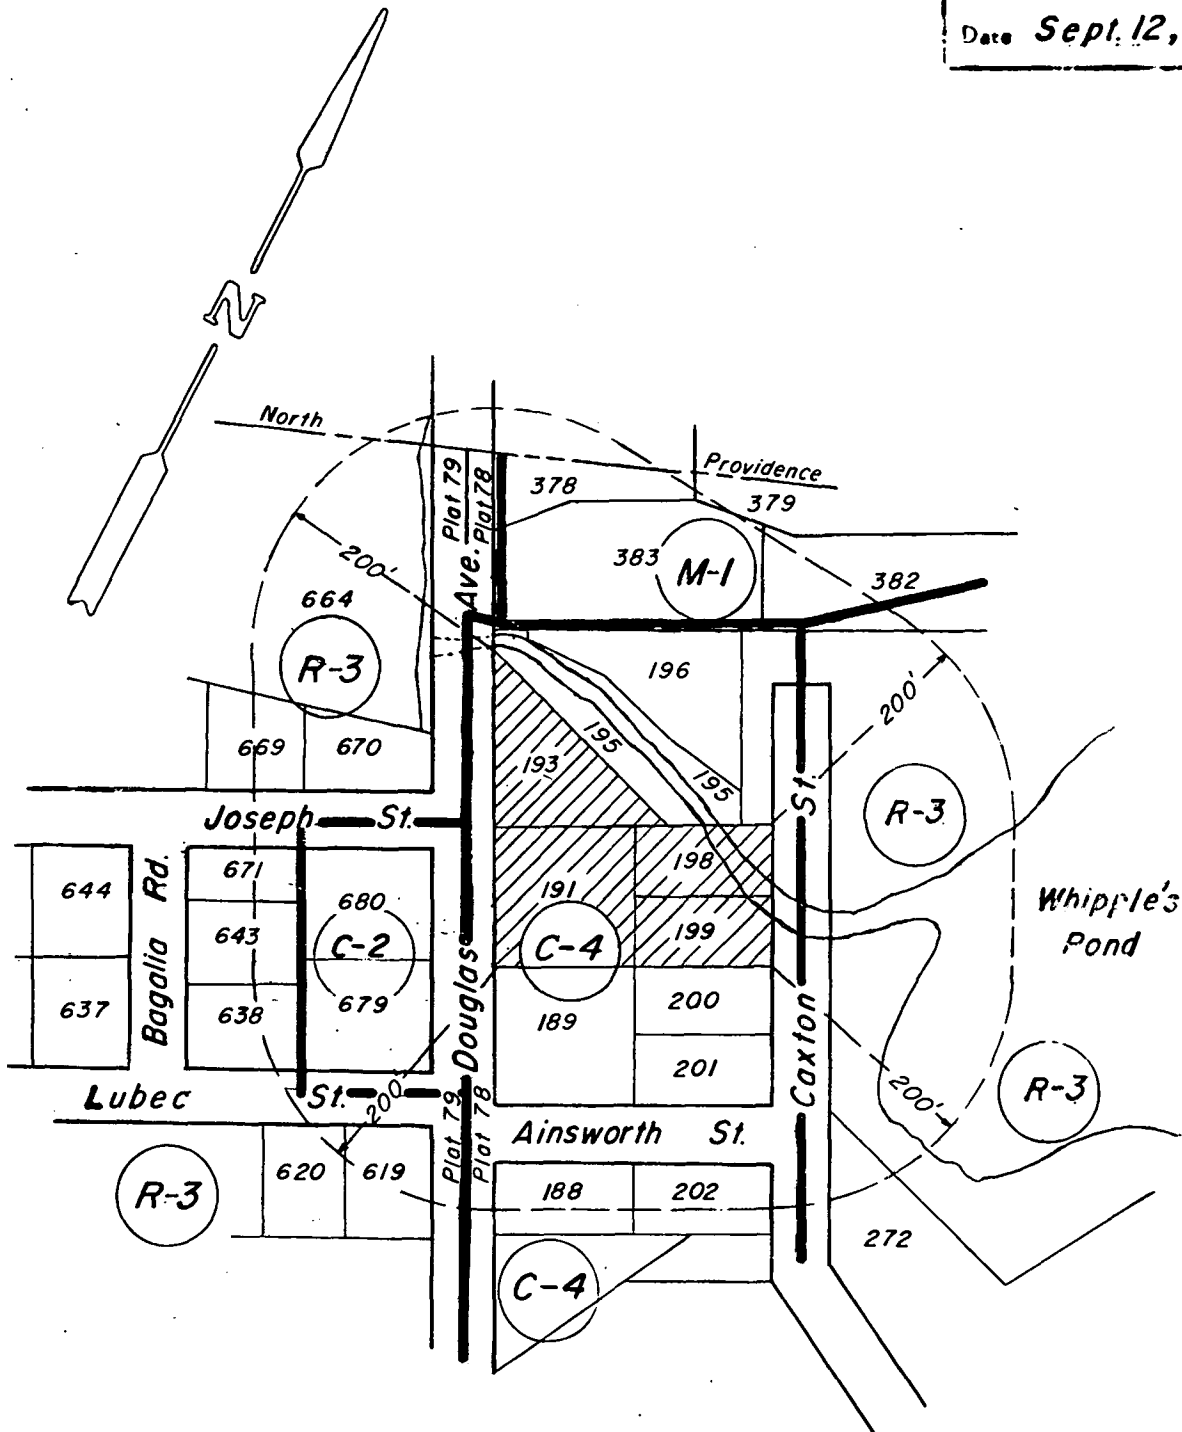 Date Sept. 12,
N
North
Providence
Plat 79
Plat 78
378
379
383
M-1
382
200'
664
R-3
Ave.
196
200'
669
670
193
195
195
Joseph St.
St.
R-3
644
Bagalia Rd.
671
680
191
198
Whipple's
Pond
643
C-2
C-4
199
637
638
679
Douglas
189
200
201
Caxton
200'
R-3
Lubec St.
200'
Plat 79
Plat 78
Ainsworth St.
R-3
620
619
188
202
272
C-4